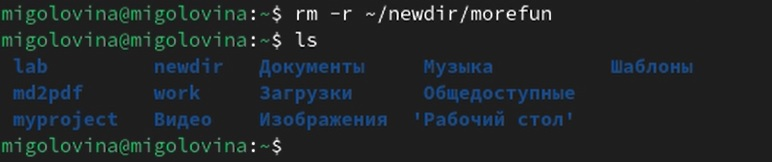 migolovina@migolovina:~$ rm -r ~/newdir/morefun
migolovina@migolovina:~$ ls
lab newdir Документы Музыка Шаблоны
md2pdf work Загрузки Общедоступные
myproject Видео Изображения 'Рабочий стол'
migolovina@migolovina:~$